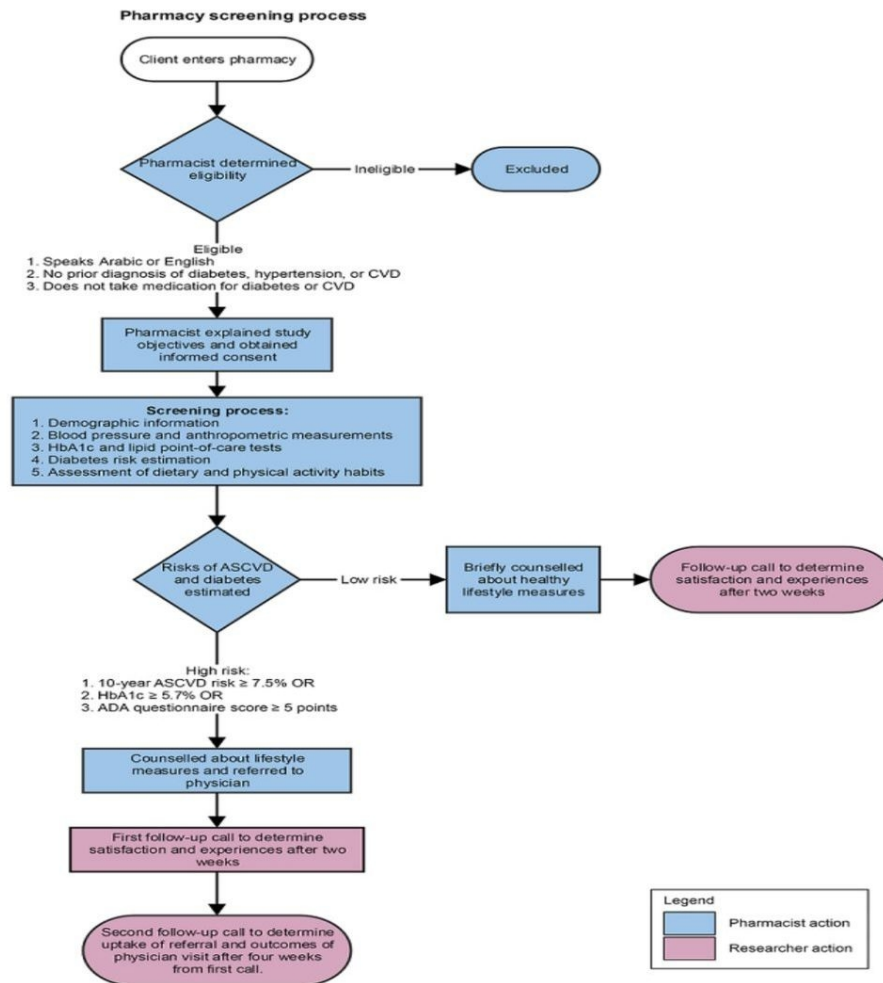 Pharmacy screening process
Client enters pharmacy
Pharmacist determined
eligibility
Ineligible
Excluded
Eligible
1. Speaks Arabic or English
2. No prior diagnosis of diabetes, hypertension, or CVD
3. Does not take medication for diabetes or CVD
Pharmacist explained study
objectives and obtained
informed consent
Screening process:
1. Demographic information
2. Blood pressure and anthropometric measurements
3. HbA1c and lipid point-of-care tests
4. Diabetes risk estimation
5. Assessment of dietary and physical activity habits
Risks of ASCVD
and diabetes
estimated
Low risk
Briefly counselled
about healthy
lifestyle measures
Follow-up call to determine
satisfaction and experiences
after two weeks
High risk:
1. 10-year ASCVD risk ≥ 7.5% OR
2. HbA1c ≥ 5.7% OR
3. ADA questionnaire score ≥ 5 points
Counselled about lifestyle
measures and referred to
physician
First follow-up call to determine
satisfaction and experiences after two
weeks
Second follow-up call to determine
uptake of referral and outcomes of
physician visit after four weeks
from first call.
Legend
Pharmacist action
Researcher action